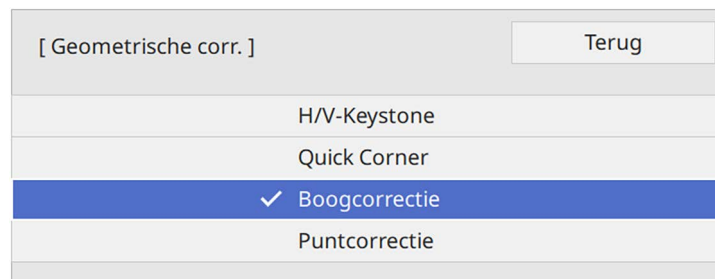 [ Geometrische corr. ]
Terug
H/V-Keystone
Quick Corner
Boogcorrectie
Puntcorrectie